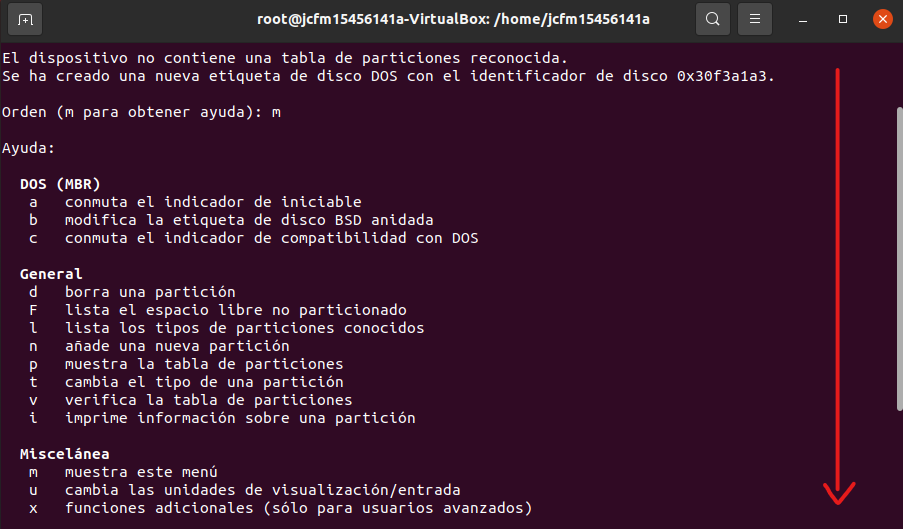 root@jcfm15456141a-VirtualBox: /home/jcfm15456141a
El dispositivo no contiene una tabla de particiones reconocida.
Se ha creado una nueva etiqueta de disco DOS con el identificador de disco 0x30f3a1a3.
Orden (m para obtener ayuda): m
Ayuda:
DOS (MBR)
a conmuta el indicador de iniciable
b modifica la etiqueta de disco BSD anidada
c conmuta el indicador de compatibilidad con DOS
General
d borra una partición
F lista el espacio libre no particionado
l lista los tipos de particiones conocidos
n añade una nueva partición
p muestra la tabla de particiones
t cambia el tipo de una partición
v verifica la tabla de particiones
i imprime información sobre una partición
Miscelánea
m muestra este menú
u cambia las unidades de visualización/entrada
x funciones adicionales (sólo para usuarios avanzados)